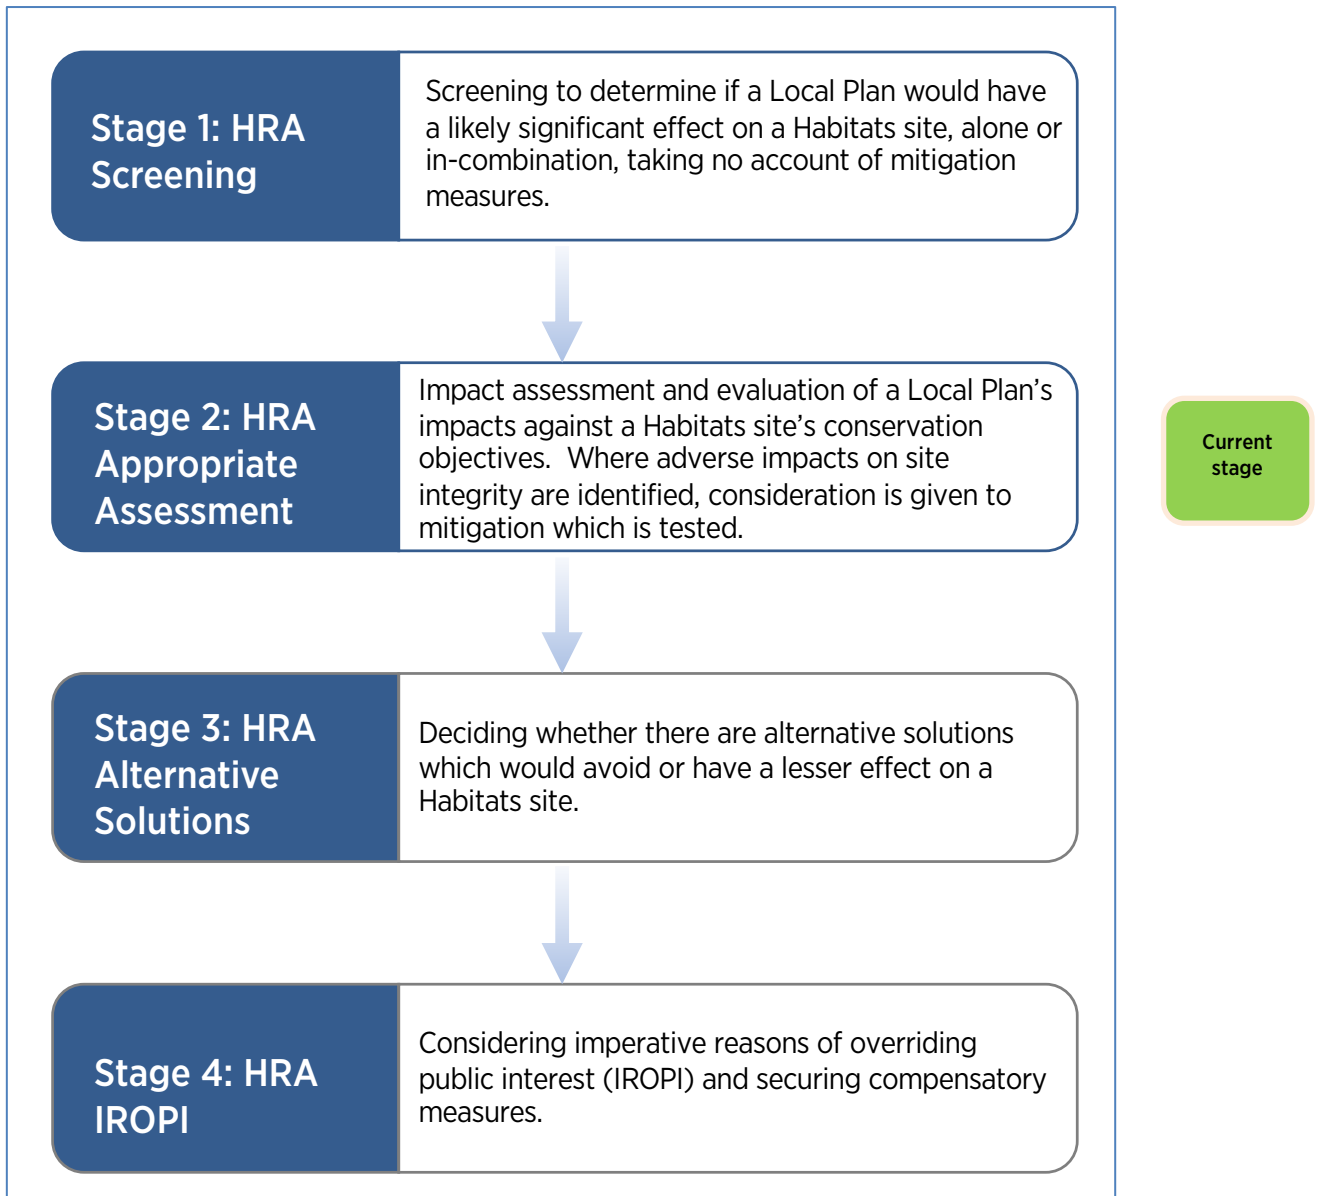 Stage 1: HRA
Screening
Screening to determine if a Local Plan would have
a likely significant effect on a Habitats site, alone or
in-combination, taking no account of mitigation
measures.
Stage 2: HRA
Appropriate
Assessment
Impact assessment and evaluation of a Local Plan’s
impacts against a Habitats site’s conservation
objectives.  Where adverse impacts on site
integrity are identified, consideration is given to
mitigation which is tested.
Current
stage
Stage 3: HRA
Alternative
Solutions
Deciding whether there are alternative solutions
which would avoid or have a lesser effect on a
Habitats site.
Stage 4: HRA
IROPI
Considering imperative reasons of overriding
public interest (IROPI) and securing compensatory
measures.